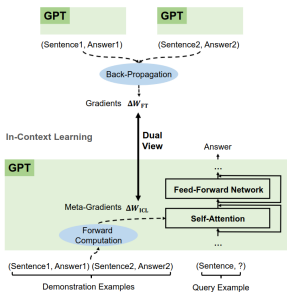 GPT
GPT
(Sentence1, Answer1)
(Sentence2, Answer2)
Back-Propagation
Gradients ΔW_FT
In-Context Learning
Dual
View
Answer
GPT
...
Feed-Forward Network
Meta-Gradients ΔW_ICL
Self-Attention
Forward
Computation
...
(Sentence1, Answer1) (Sentence2, Answer2)
(Sentence, ?)
Demonstration Examples
Query Example